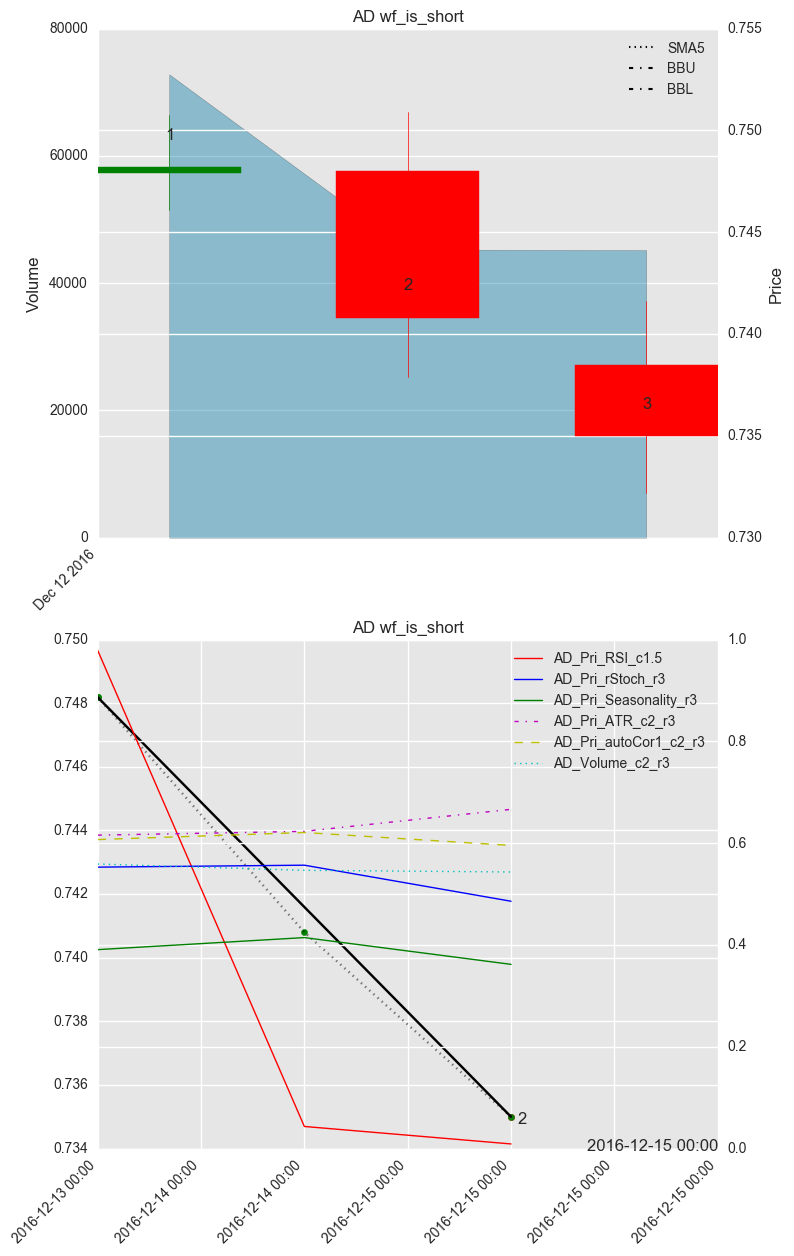 AD wf_is_short
80000
60000
40000
20000
0
Volume
0.755
0.750
0.745
0.740
0.735
0.730
Price
SMA5
BBU
BBL
1
2
3
Dec 12 2016
AD wf_is_short
0.750
0.748
0.746
0.744
0.742
0.740
0.738
0.736
0.734
1.0
0.8
0.6
0.4
0.2
0.0
AD_Pri_RSI_c1.5
AD_Pri_rStoch_r3
AD_Pri_Seasonality_r3
AD_Pri_ATR_c2_r3
AD_Pri_autoCor1_c2_r3
AD_Volume_c2_r3
2
2016-12-15 00:00
2016-12-13 00:00
2016-12-14 00:00
2016-12-14 00:00
2016-12-15 00:00
2016-12-15 00:00
2016-12-15 00:00
2016-12-15 00:00